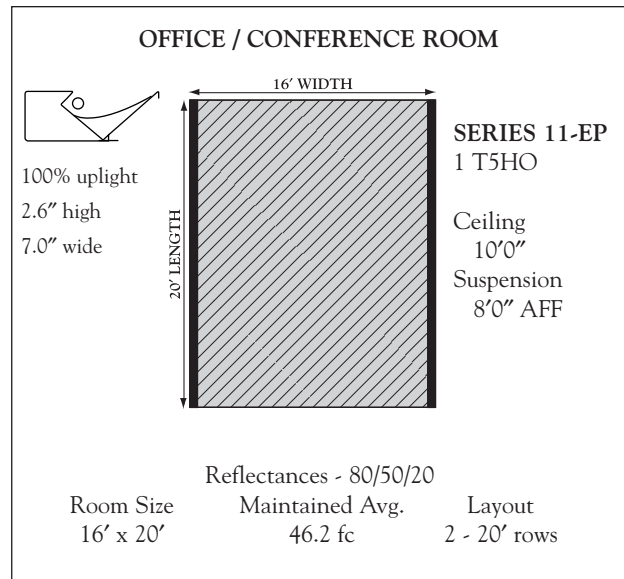 OFFICE / CONFERENCE ROOM
16′ WIDTH
100% uplight
2.6″ high
7.0″ wide
20′ LENGTH
SERIES 11-EP
1 T5HO
Ceiling
10′0″
Suspension
8′0″ AFF
Reflectances - 80/50/20
Room Size Maintained Avg. Layout
16′ x 20′ 46.2 fc 2 - 20′ rows